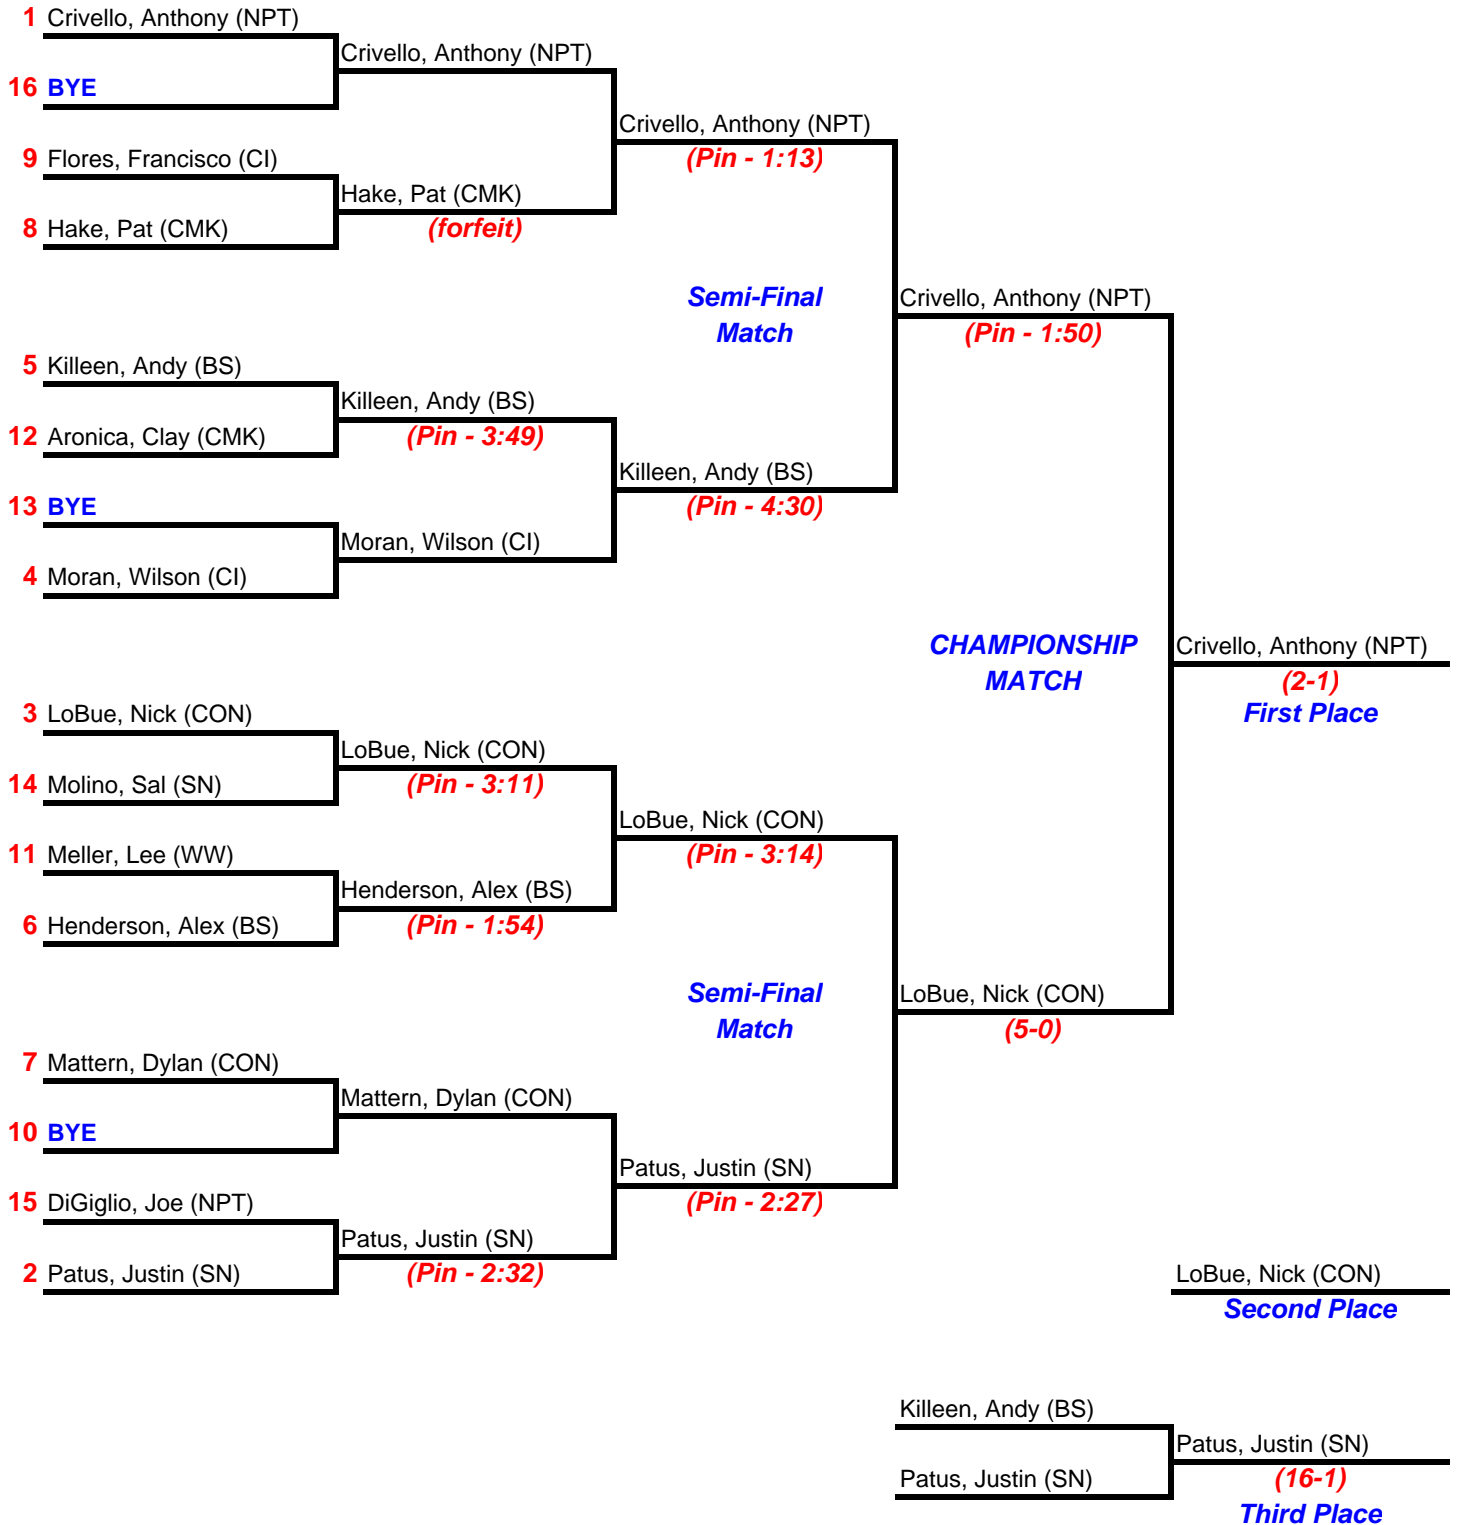 1 Crivello, Anthony (NPT)
Crivello, Anthony (NPT)
16 BYE
Crivello, Anthony (NPT)
(Pin - 1:13)
9 Flores, Francisco (CI)
Hake, Pat (CMK)
(forfeit)
8 Hake, Pat (CMK)
Semi-Final
Match
Crivello, Anthony (NPT)
(Pin - 1:50)
5 Killeen, Andy (BS)
Killeen, Andy (BS)
(Pin - 3:49)
12 Aronica, Clay (CMK)
Killeen, Andy (BS)
(Pin - 4:30)
13 BYE
Moran, Wilson (CI)
4 Moran, Wilson (CI)
CHAMPIONSHIP
MATCH
Crivello, Anthony (NPT)
(2-1)
First Place
3 LoBue, Nick (CON)
LoBue, Nick (CON)
(Pin - 3:11)
14 Molino, Sal (SN)
LoBue, Nick (CON)
(Pin - 3:14)
11 Meller, Lee (WW)
Henderson, Alex (BS)
(Pin - 1:54)
6 Henderson, Alex (BS)
Semi-Final
Match
LoBue, Nick (CON)
(5-0)
7 Mattern, Dylan (CON)
Mattern, Dylan (CON)
10 BYE
Patus, Justin (SN)
(Pin - 2:27)
15 DiGiglio, Joe (NPT)
Patus, Justin (SN)
(Pin - 2:32)
2 Patus, Justin (SN)
LoBue, Nick (CON)
Second Place
Killeen, Andy (BS)
Patus, Justin (SN)
Patus, Justin (SN)
(16-1)
Third Place